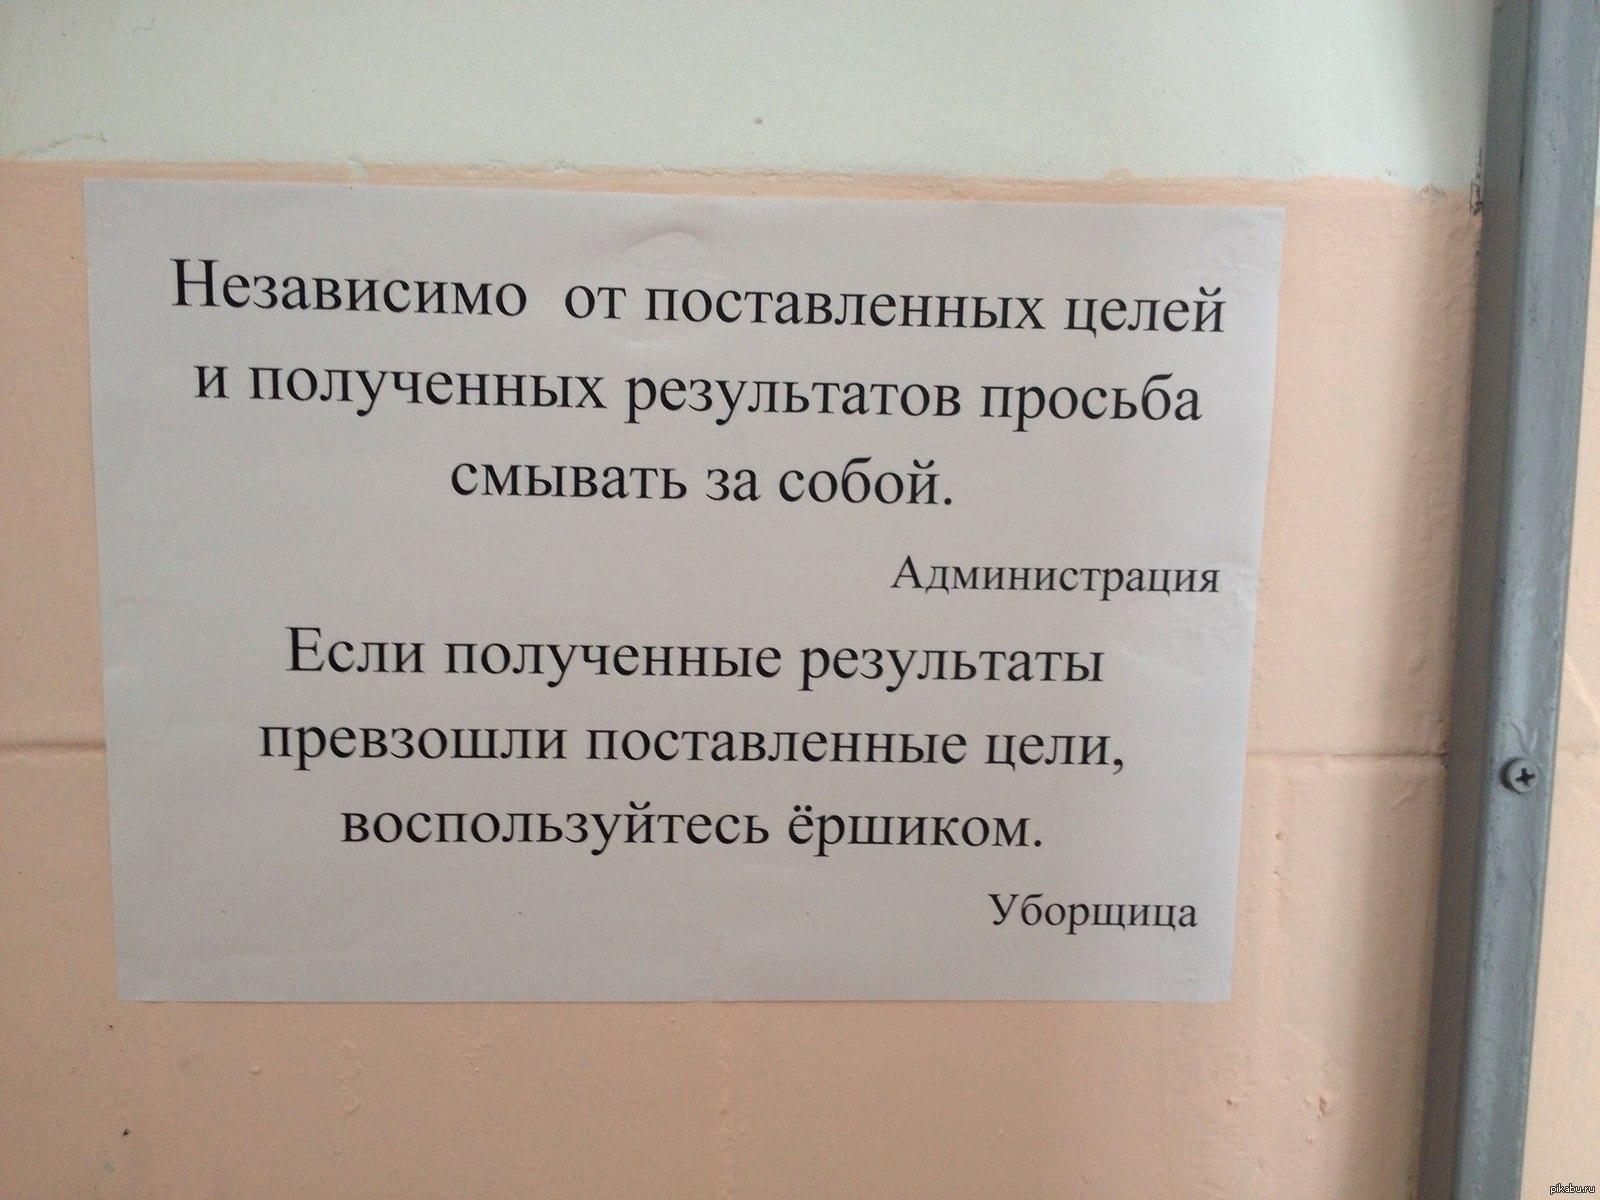 Независимо от поставленных целей
и полученных результатов просьба
смывать за собой.
Администрация
Если полученные результаты
превзошли поставленные цели,
воспользуйтесь ёршиком.
Уборщица
pikabu.ru